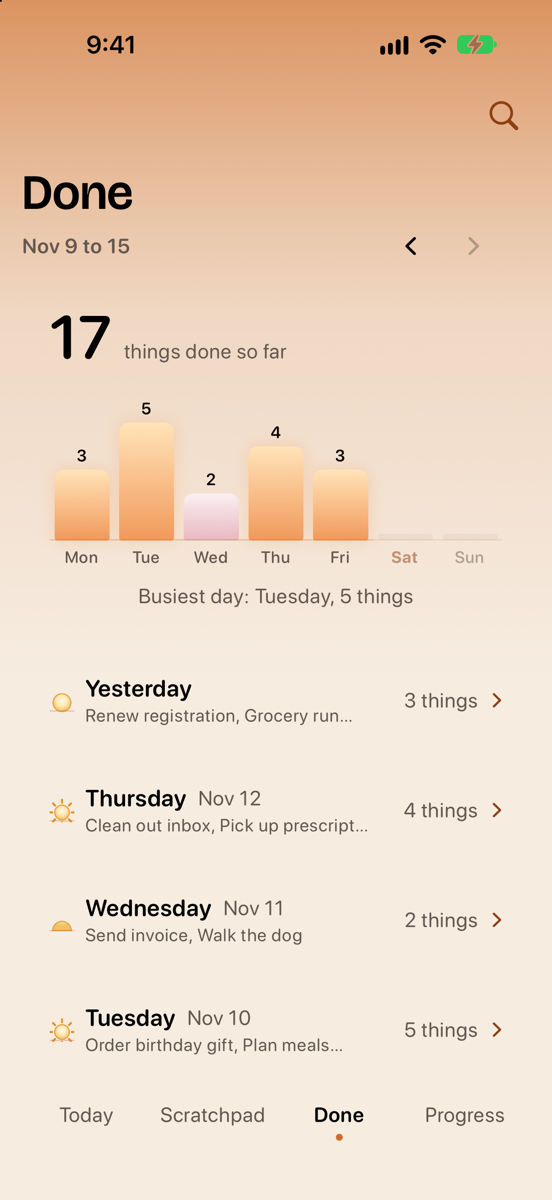 9:41
Done
Nov 9 to 15
17 things done so far
3 5 2 4 3
Mon Tue Wed Thu Fri Sat Sun
Busiest day: Tuesday, 5 things
Yesterday
Renew registration, Grocery run...
3 things
Thursday Nov 12
Clean out inbox, Pick up prescript...
4 things
Wednesday Nov 11
Send invoice, Walk the dog
2 things
Tuesday Nov 10
Order birthday gift, Plan meals...
5 things
Today Scratchpad Done Progress